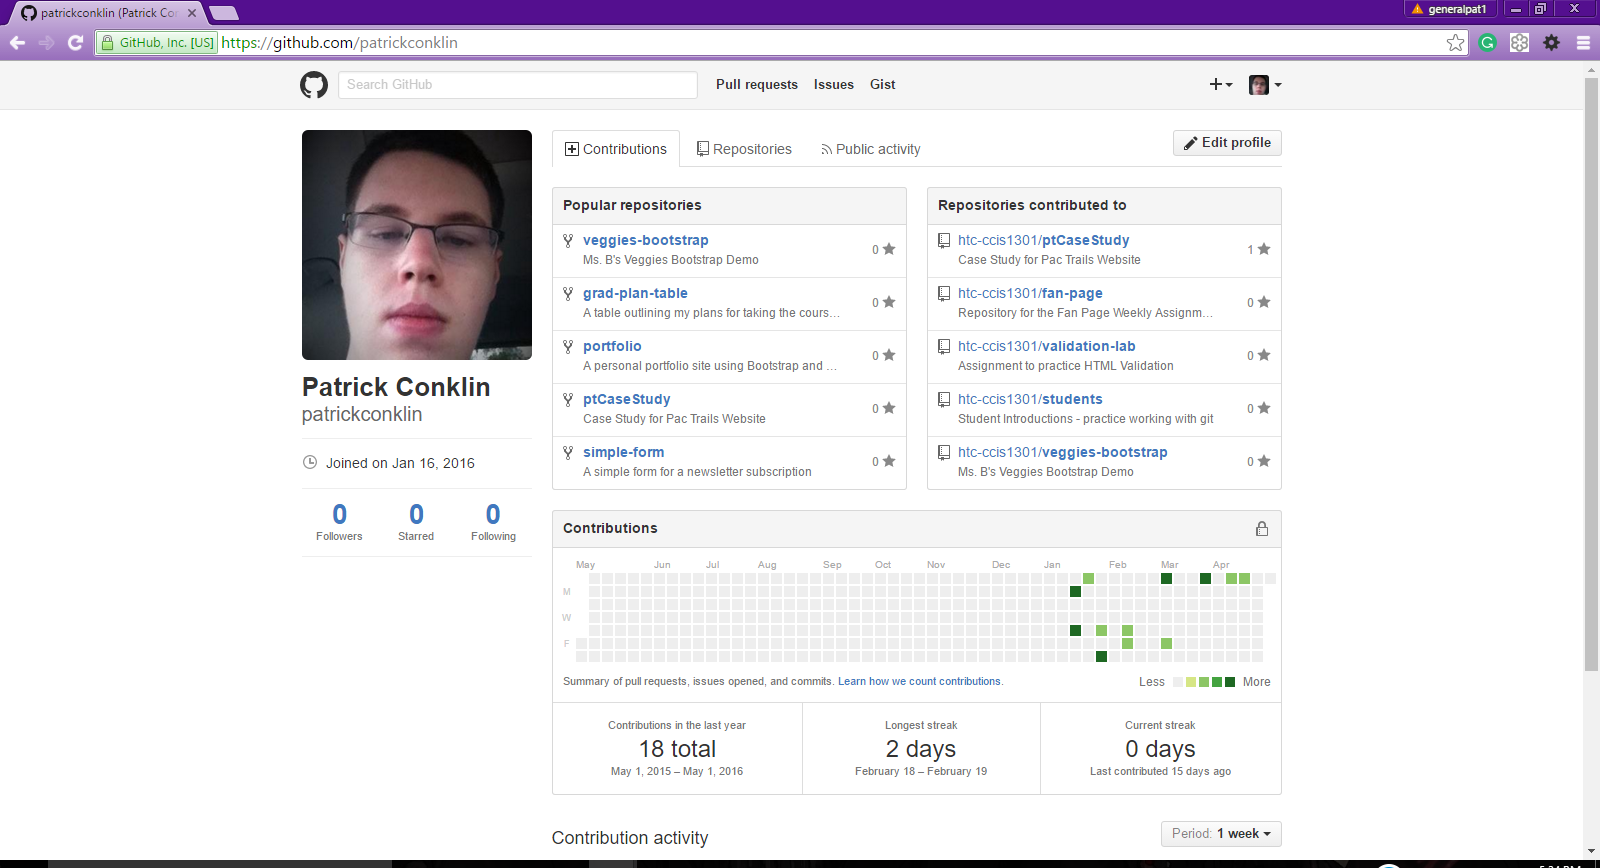 patrickconklin (Patrick Con
generalpat1
GitHub, Inc. [US] https://github.com/patrickconklin
Search GitHub
Pull requests Issues Gist
Contributions Repositories Public activity Edit profile
Patrick Conklin
patrickconklin
Joined on Jan 16, 2016
0 0 0
Followers Starred Following
Popular repositories
veggies-bootstrap
Ms. B's Veggies Bootstrap Demo
0
grad-plan-table
A table outlining my plans for taking the cours…
0
portfolio
A personal portfolio site using Bootstrap and …
0
ptCaseStudy
Case Study for Pac Trails Website
0
simple-form
A simple form for a newsletter subscription
0
Repositories contributed to
htc-ccis1301/ptCaseStudy
Case Study for Pac Trails Website
1
htc-ccis1301/fan-page
Repository for the Fan Page Weekly Assignm…
0
htc-ccis1301/validation-lab
Assignment to practice HTML Validation
0
htc-ccis1301/students
Student Introductions - practice working with git
0
htc-ccis1301/veggies-bootstrap
Ms. B's Veggies Bootstrap Demo
0
Contributions
May Jun Jul Aug Sep Oct Nov Dec Jan Feb Mar Apr
M
W
F
Summary of pull requests, issues opened, and commits. Learn how we count contributions.
Less More
Contributions in the last year
18 total
May 1, 2015 – May 1, 2016
Longest streak
2 days
February 18 – February 19
Current streak
0 days
Last contributed 15 days ago
Contribution activity
Period: 1 week